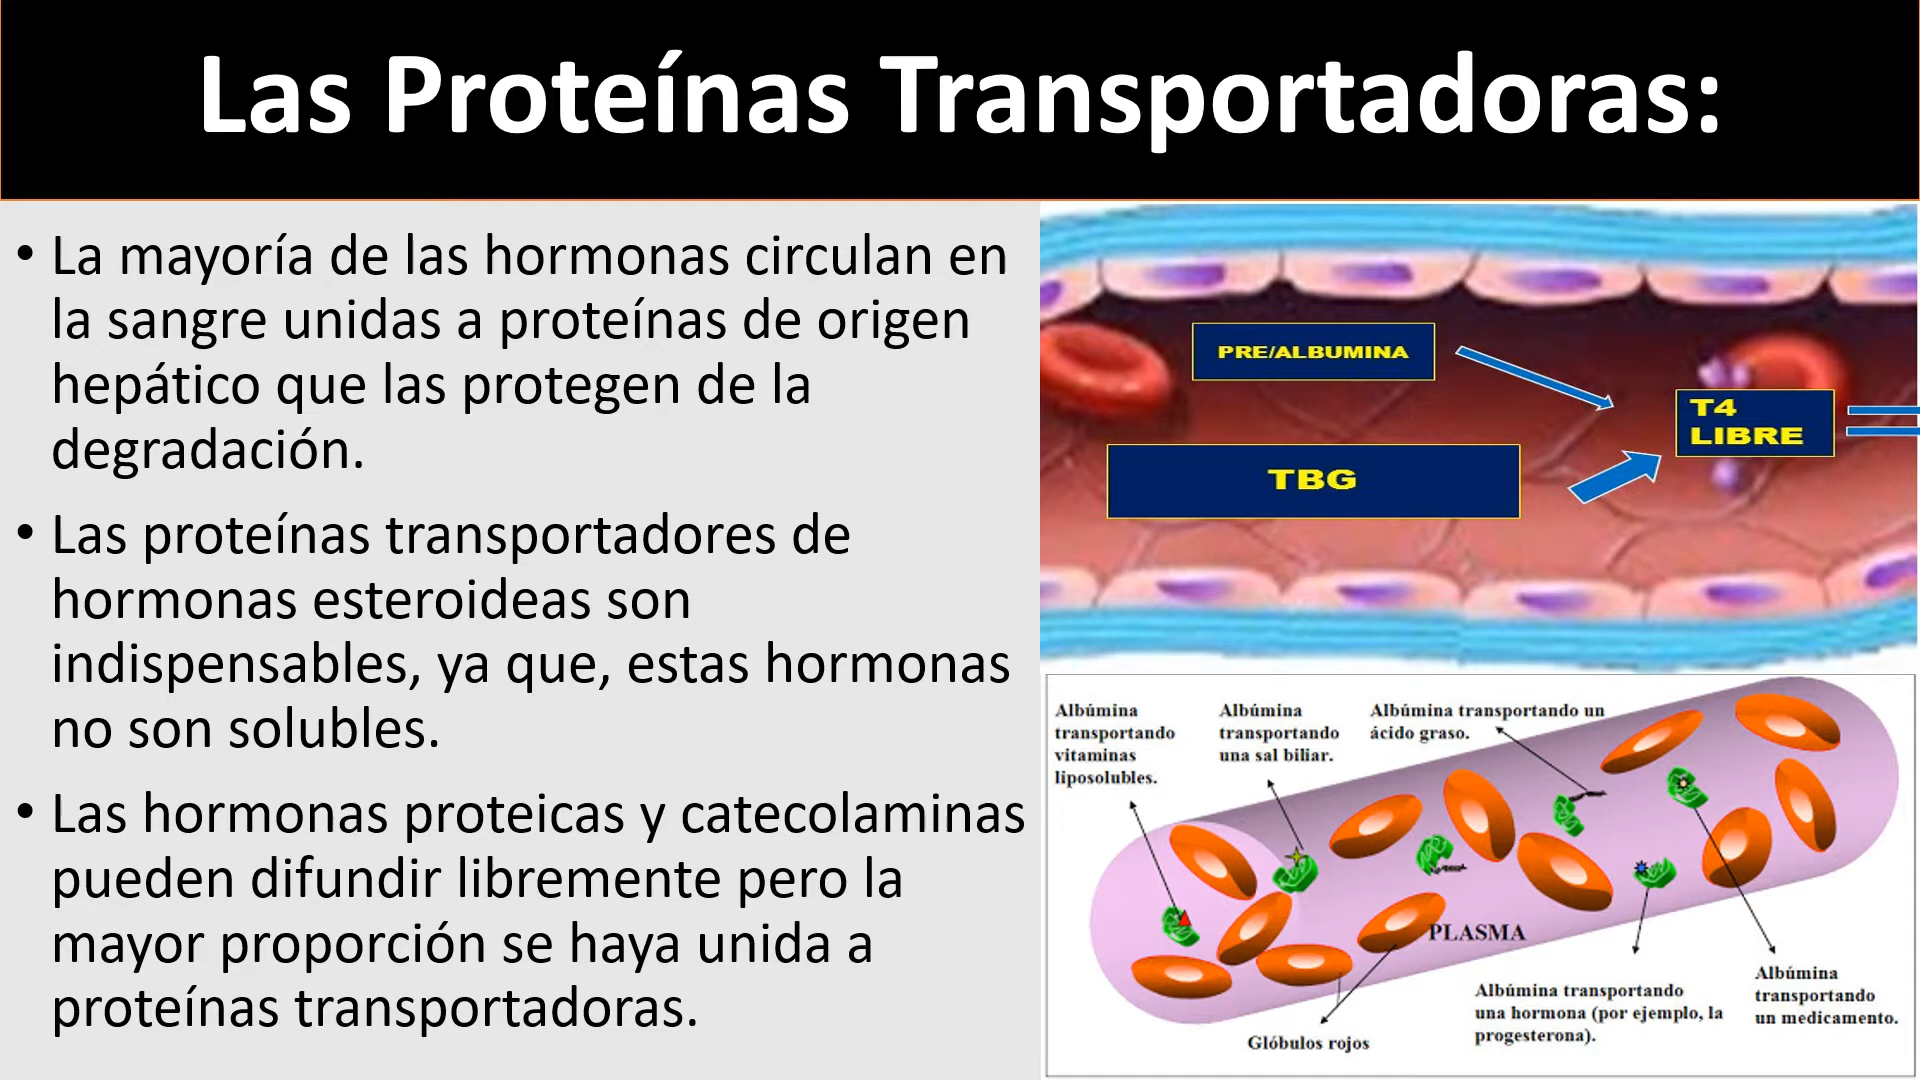 Las Proteínas Transportadoras:
• La mayoría de las hormonas circulan en
la sangre unidas a proteínas de origen
hepático que las protegen de la
degradación.
• Las proteínas transportadores de
hormonas esteroideas son
indispensables, ya que, estas hormonas
no son solubles.
• Las hormonas proteicas y catecolaminas
pueden difundir libremente pero la
mayor proporción se haya unida a
proteínas transportadoras.
PRE/ALBUMINA
T4
LIBRE
TBG
Albúmina
transportando
vitaminas
liposolubles.
Albúmina
transportando
una sal biliar.
Albúmina transportando un
ácido graso.
PLASMA
Glóbulos rojos
Albúmina transportando
una hormona (por ejemplo, la
progesterona).
Albúmina
transportando
un medicamento.